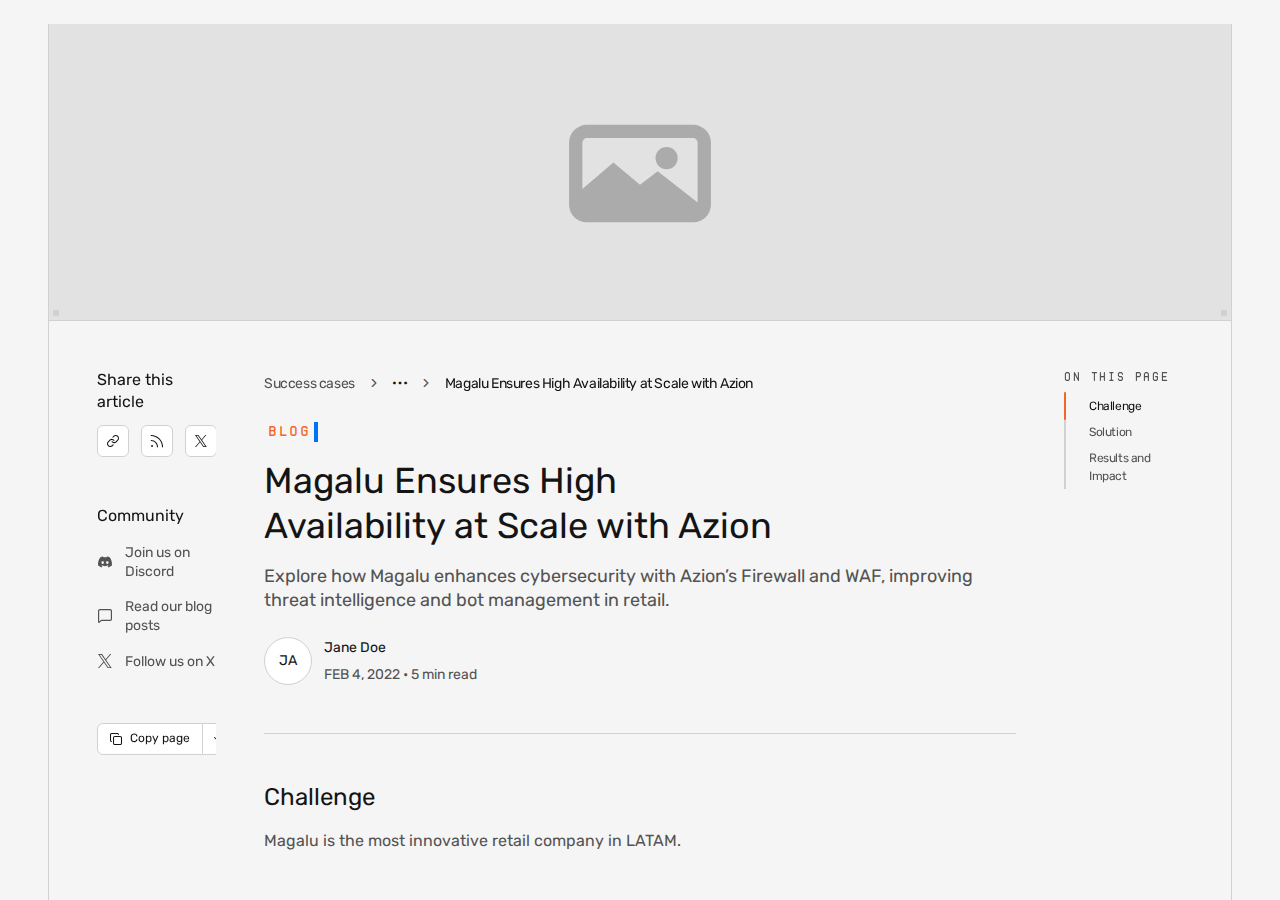 Share this
article
Community
Join us on
Discord
Read our blog
posts
Follow us on X
Copy page
Success cases
Magalu Ensures High Availability at Scale with Azion
BLOG
Magalu Ensures High
Availability at Scale with Azion
Explore how Magalu enhances cybersecurity with Azion’s Firewall and WAF, improving
threat intelligence and bot management in retail.
JA
Jane Doe
FEB 4, 2022 • 5 min read
Challenge
Magalu is the most innovative retail company in LATAM.
ON THIS PAGE
Challenge
Solution
Results and
Impact